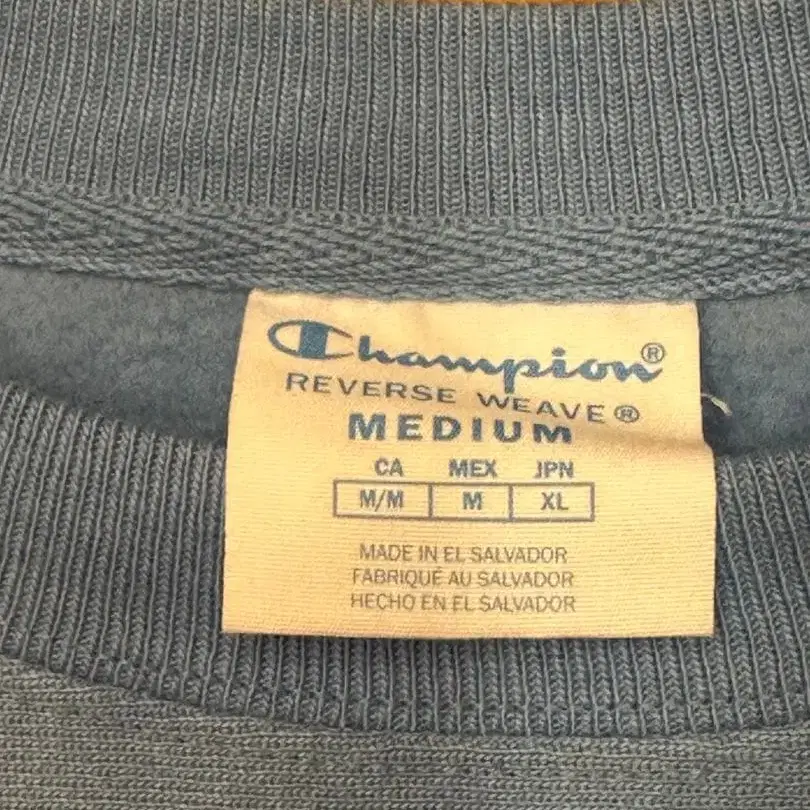 Champion®
REVERSE WEAVE®
MEDIUM
CA MEX JPN
M/M M XL
MADE IN EL SALVADOR
FABRIQUÉ AU SALVADOR
HECHO EN EL SALVADOR